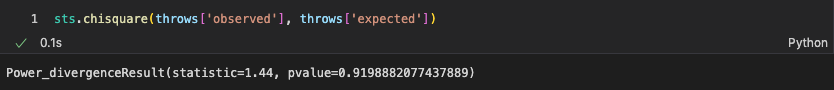 1 sts.chisquare(throws['observed'], throws['expected'])
0.1s
Python
Power_divergenceResult(statistic=1.44, pvalue=0.9198882077437889)